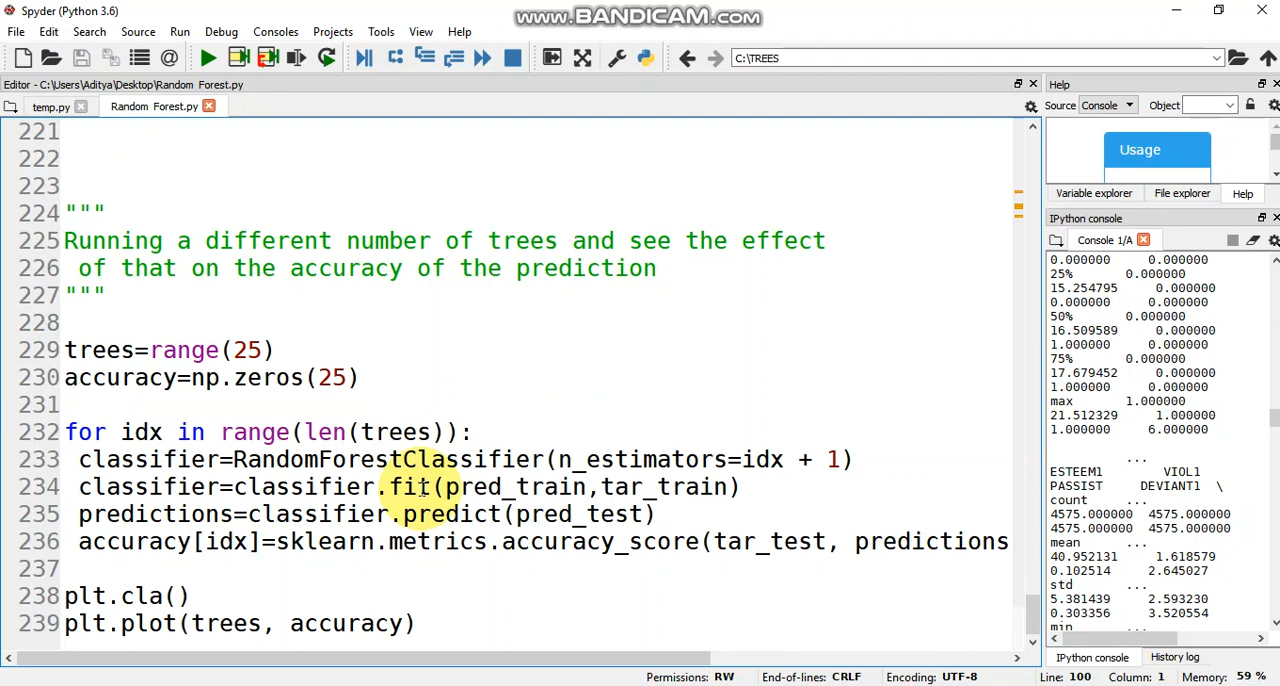 Spyder (Python 3.6)
www.BANDICAM.com
File Edit Search Source Run Debug Consoles Projects Tools View Help
C:\TREES
Editor - C:\Users\Aditya\Desktop\Random Forest.py
Help
temp.py Random Forest.py
Source Console Object
221
222
Usage
223
Variable explorer File explorer Help
224 """
IPython console
225 Running a different number of trees and see the effect
Console 1/A
226 of that on the accuracy of the prediction
227 """
228
229 trees=range(25)
230 accuracy=np.zeros(25)
231
232 for idx in range(len(trees)):
233 classifier=RandomForestClassifier(n_estimators=idx + 1)
234 classifier=classifier.fit(pred_train,tar_train)
235 predictions=classifier.predict(pred_test)
236 accuracy[idx]=sklearn.metrics.accuracy_score(tar_test, predictions
237
238 plt.cla()
239 plt.plot(trees, accuracy)
0.000000 0.000000
25% 0.000000
15.254795 0.000000
0.000000 0.000000
50% 0.000000
16.509589 0.000000
1.000000 0.000000
75% 0.000000
17.679452 0.000000
1.000000 0.000000
max 1.000000
21.512329 1.000000
1.000000 6.000000
...
ESTEEM1 VIOL1
PASSIST DEVIANT1 \
count ...
4575.000000 4575.000000
4575.000000 4575.000000
mean ...
40.952131 1.618579
0.102514 2.645027
std ...
5.381439 2.593230
0.303356 3.520554
min ...
IPython console History log
Permissions: RW End-of-lines: CRLF Encoding: UTF-8 Line: 100 Column: 1 Memory: 59 %